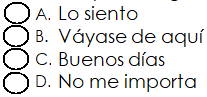 A. Lo siento
B. Váyase de aquí
C. Buenos días
D. No me importa